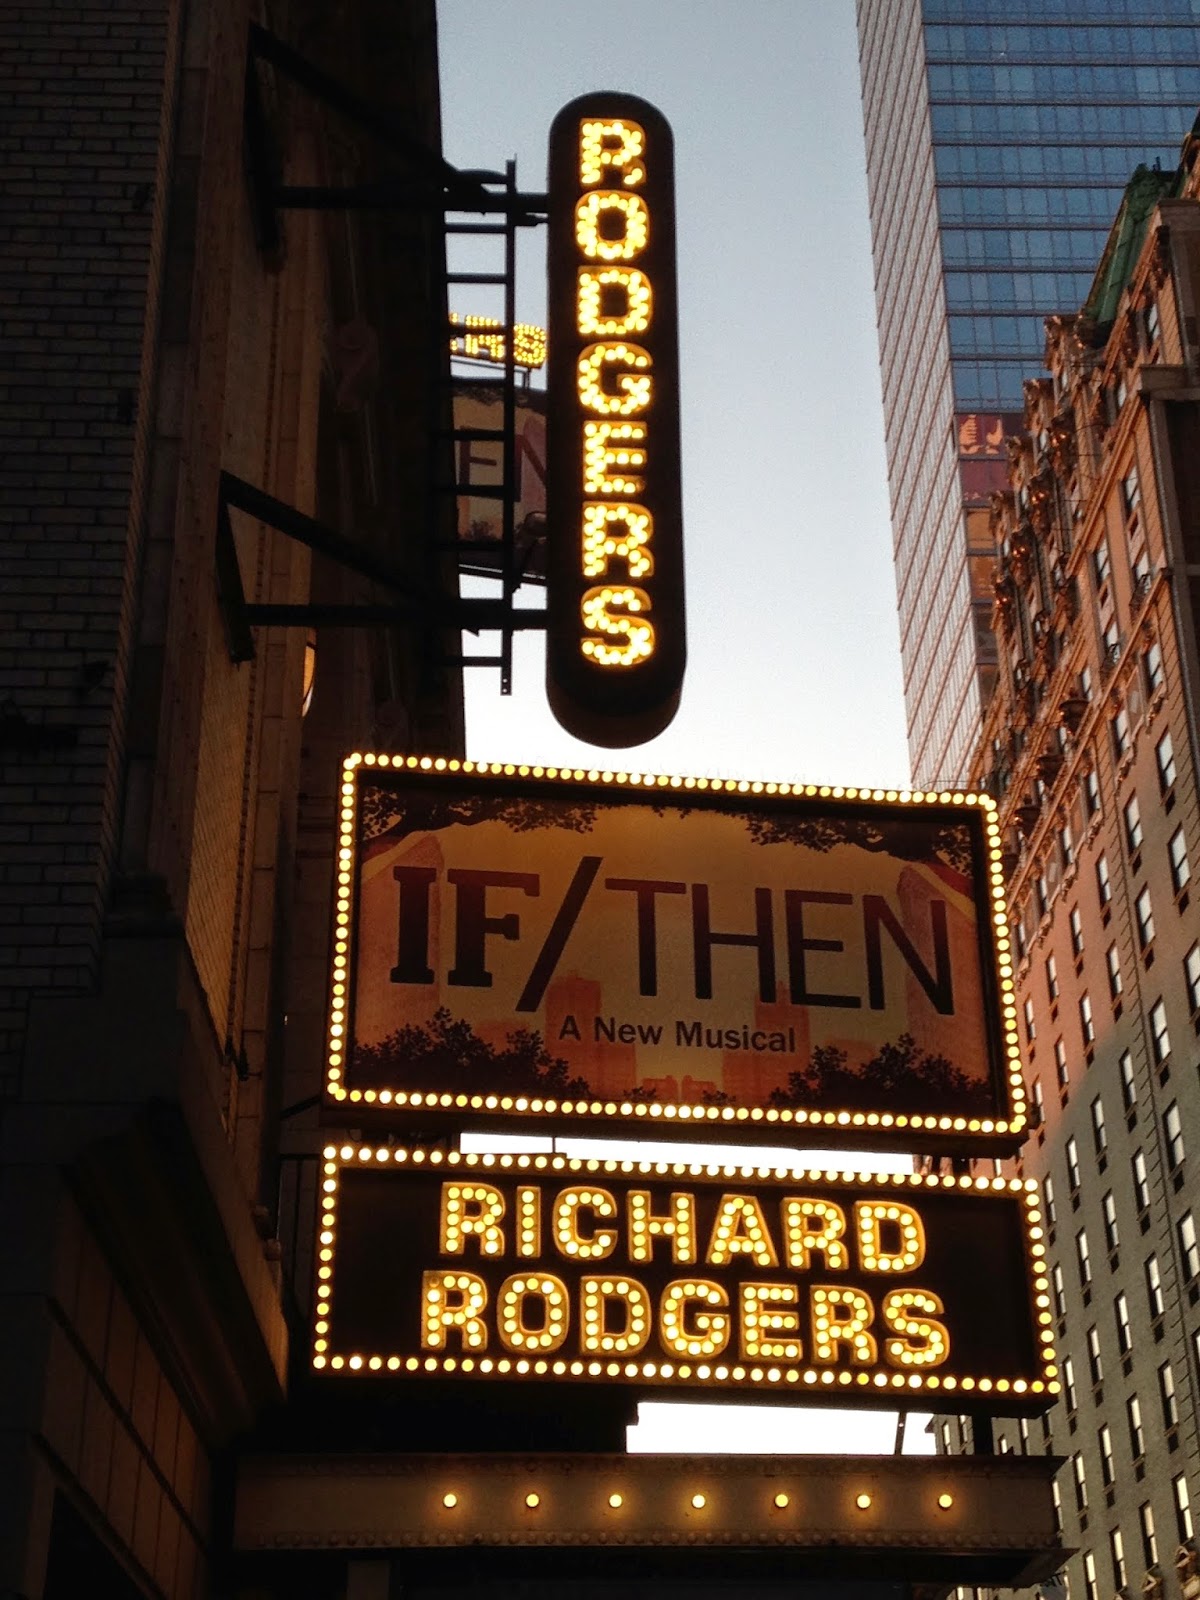 RODGERS
IF/THEN
A New Musical
RICHARD
RODGERS